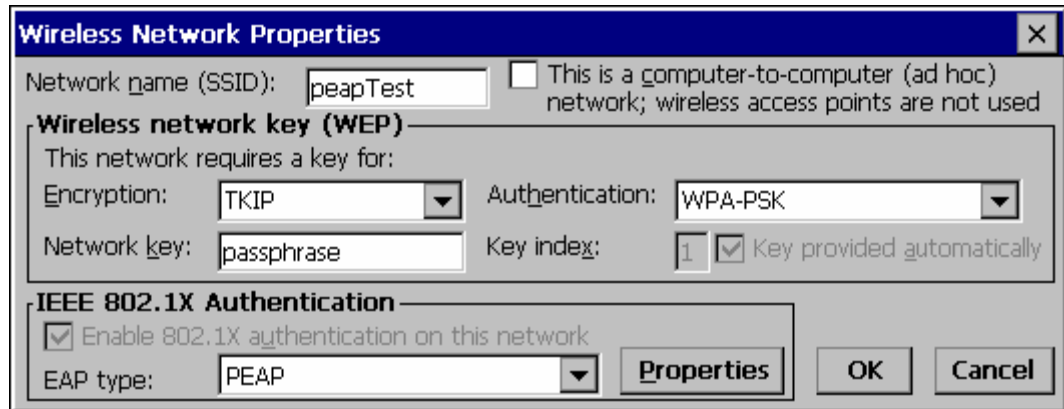 Wireless Network Properties
Network name (SSID): peapTest
This is a computer-to-computer (ad hoc)
network; wireless access points are not used
Wireless network key (WEP)
This network requires a key for:
Encryption: TKIP Authentication: WPA-PSK
Network key: passphrase Key index: 1 Key provided automatically
IEEE 802.1X Authentication
Enable 802.1X authentication on this network
EAP type: PEAP Properties OK Cancel